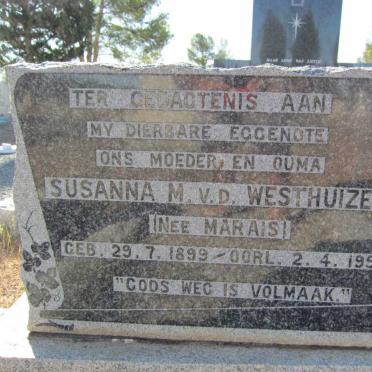 TER GEDAGTENIS AAN
MY DIERBARE EGGENOTE
ONS MOEDER EN OUMA
SUSANNA M. V.D. WESTHUIZE
(NEE MARAIS)
GEB. 29.7.1899 - OORL. 2.4.195
"GODS WEG IS VOLMAAK."